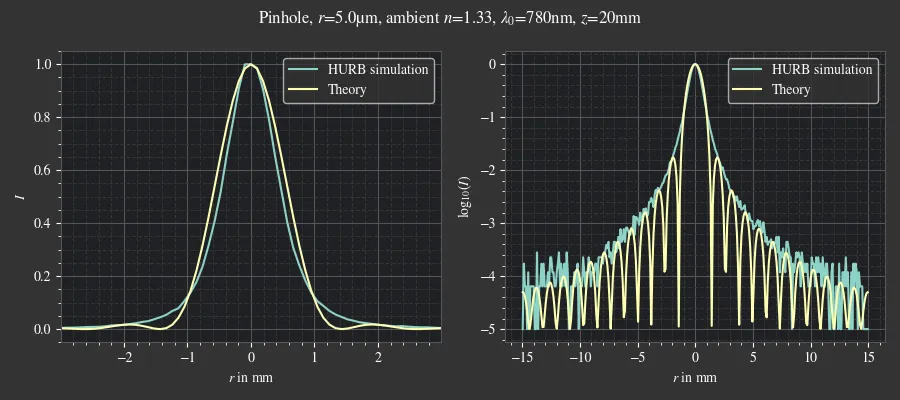 Pinhole, r=5.0µm, ambient n=1.33, λ0=780nm, z=20mm
HURB simulation
Theory
1.0
0.8
0.6
0.4
0.2
0.0
I
−2 −1 0 1 2
r in mm
HURB simulation
Theory
0
−1
−2
−3
−4
−5
log10(I)
−15 −10 −5 0 5 10 15
r in mm